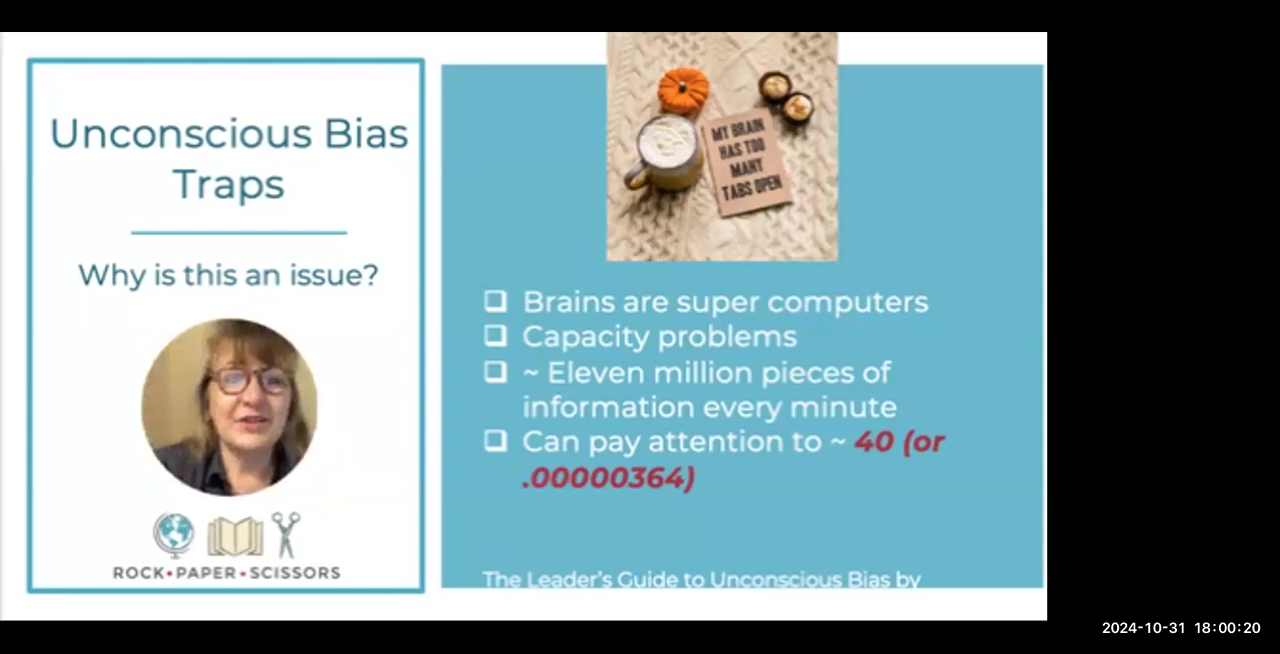 Unconscious Bias
Traps
Why is this an issue?
ROCK•PAPER•SCISSORS
MY BRAIN
HAS TOO
MANY
TABS OPEN
❑ Brains are super computers
❑ Capacity problems
❑ ~ Eleven million pieces of
information every minute
❑ Can pay attention to ~ 40 (or
.00000364)
The Leader's Guide to Unconscious Bias by
2024-10-31 18:00:20